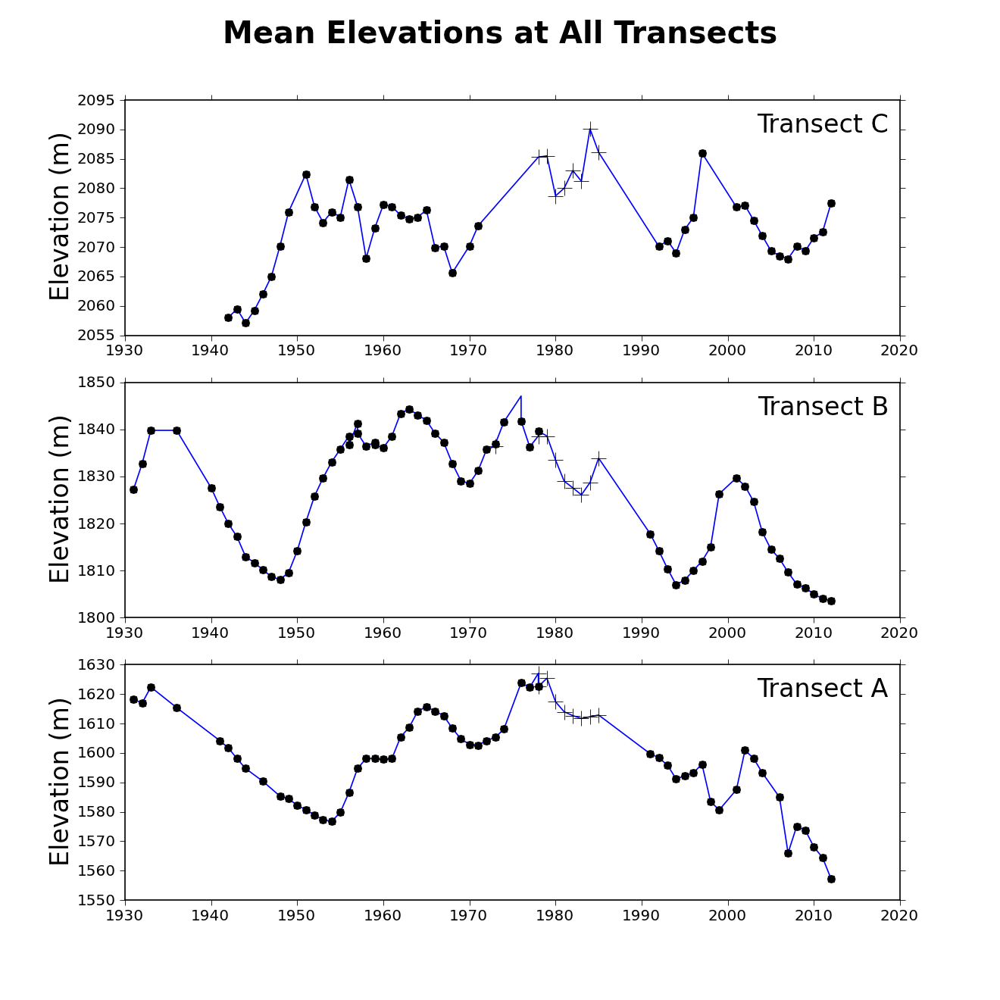 Mean Elevations at All Transects
Transect C
Elevation (m)
2095
2090
2085
2080
2075
2070
2065
2060
2055
1930 1940 1950 1960 1970 1980 1990 2000 2010 2020
Transect B
Elevation (m)
1850
1840
1830
1820
1810
1800
1930 1940 1950 1960 1970 1980 1990 2000 2010 2020
Transect A
Elevation (m)
1630
1620
1610
1600
1590
1580
1570
1560
1550
1930 1940 1950 1960 1970 1980 1990 2000 2010 2020